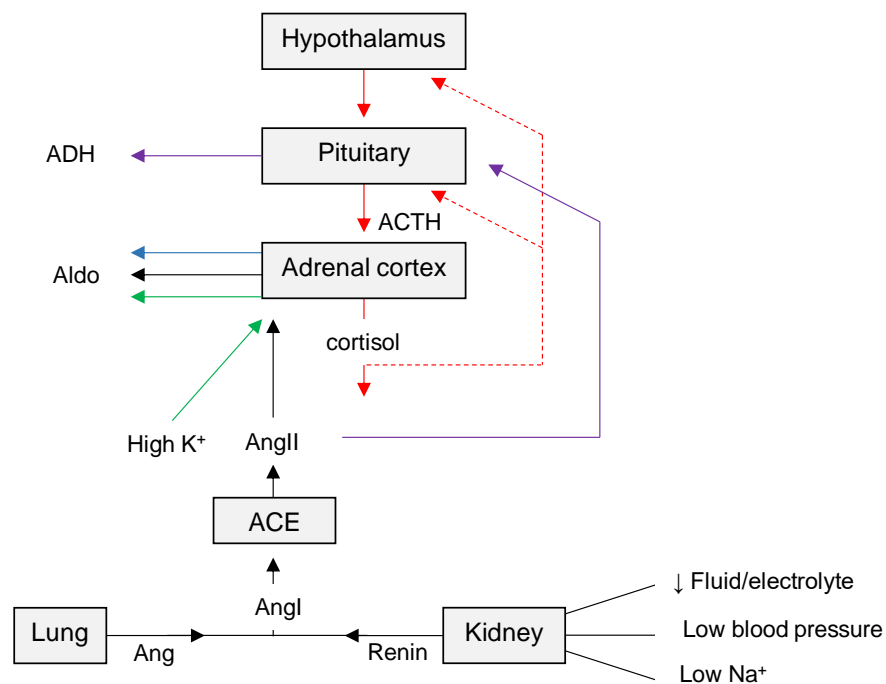 Hypothalamus
ADH
Pituitary
ACTH
Aldo
Adrenal cortex
cortisol
High K⁺
AngII
ACE
↓ Fluid/electrolyte
AngI
Lung
Kidney
Low blood pressure
Ang
Renin
Low Na⁺